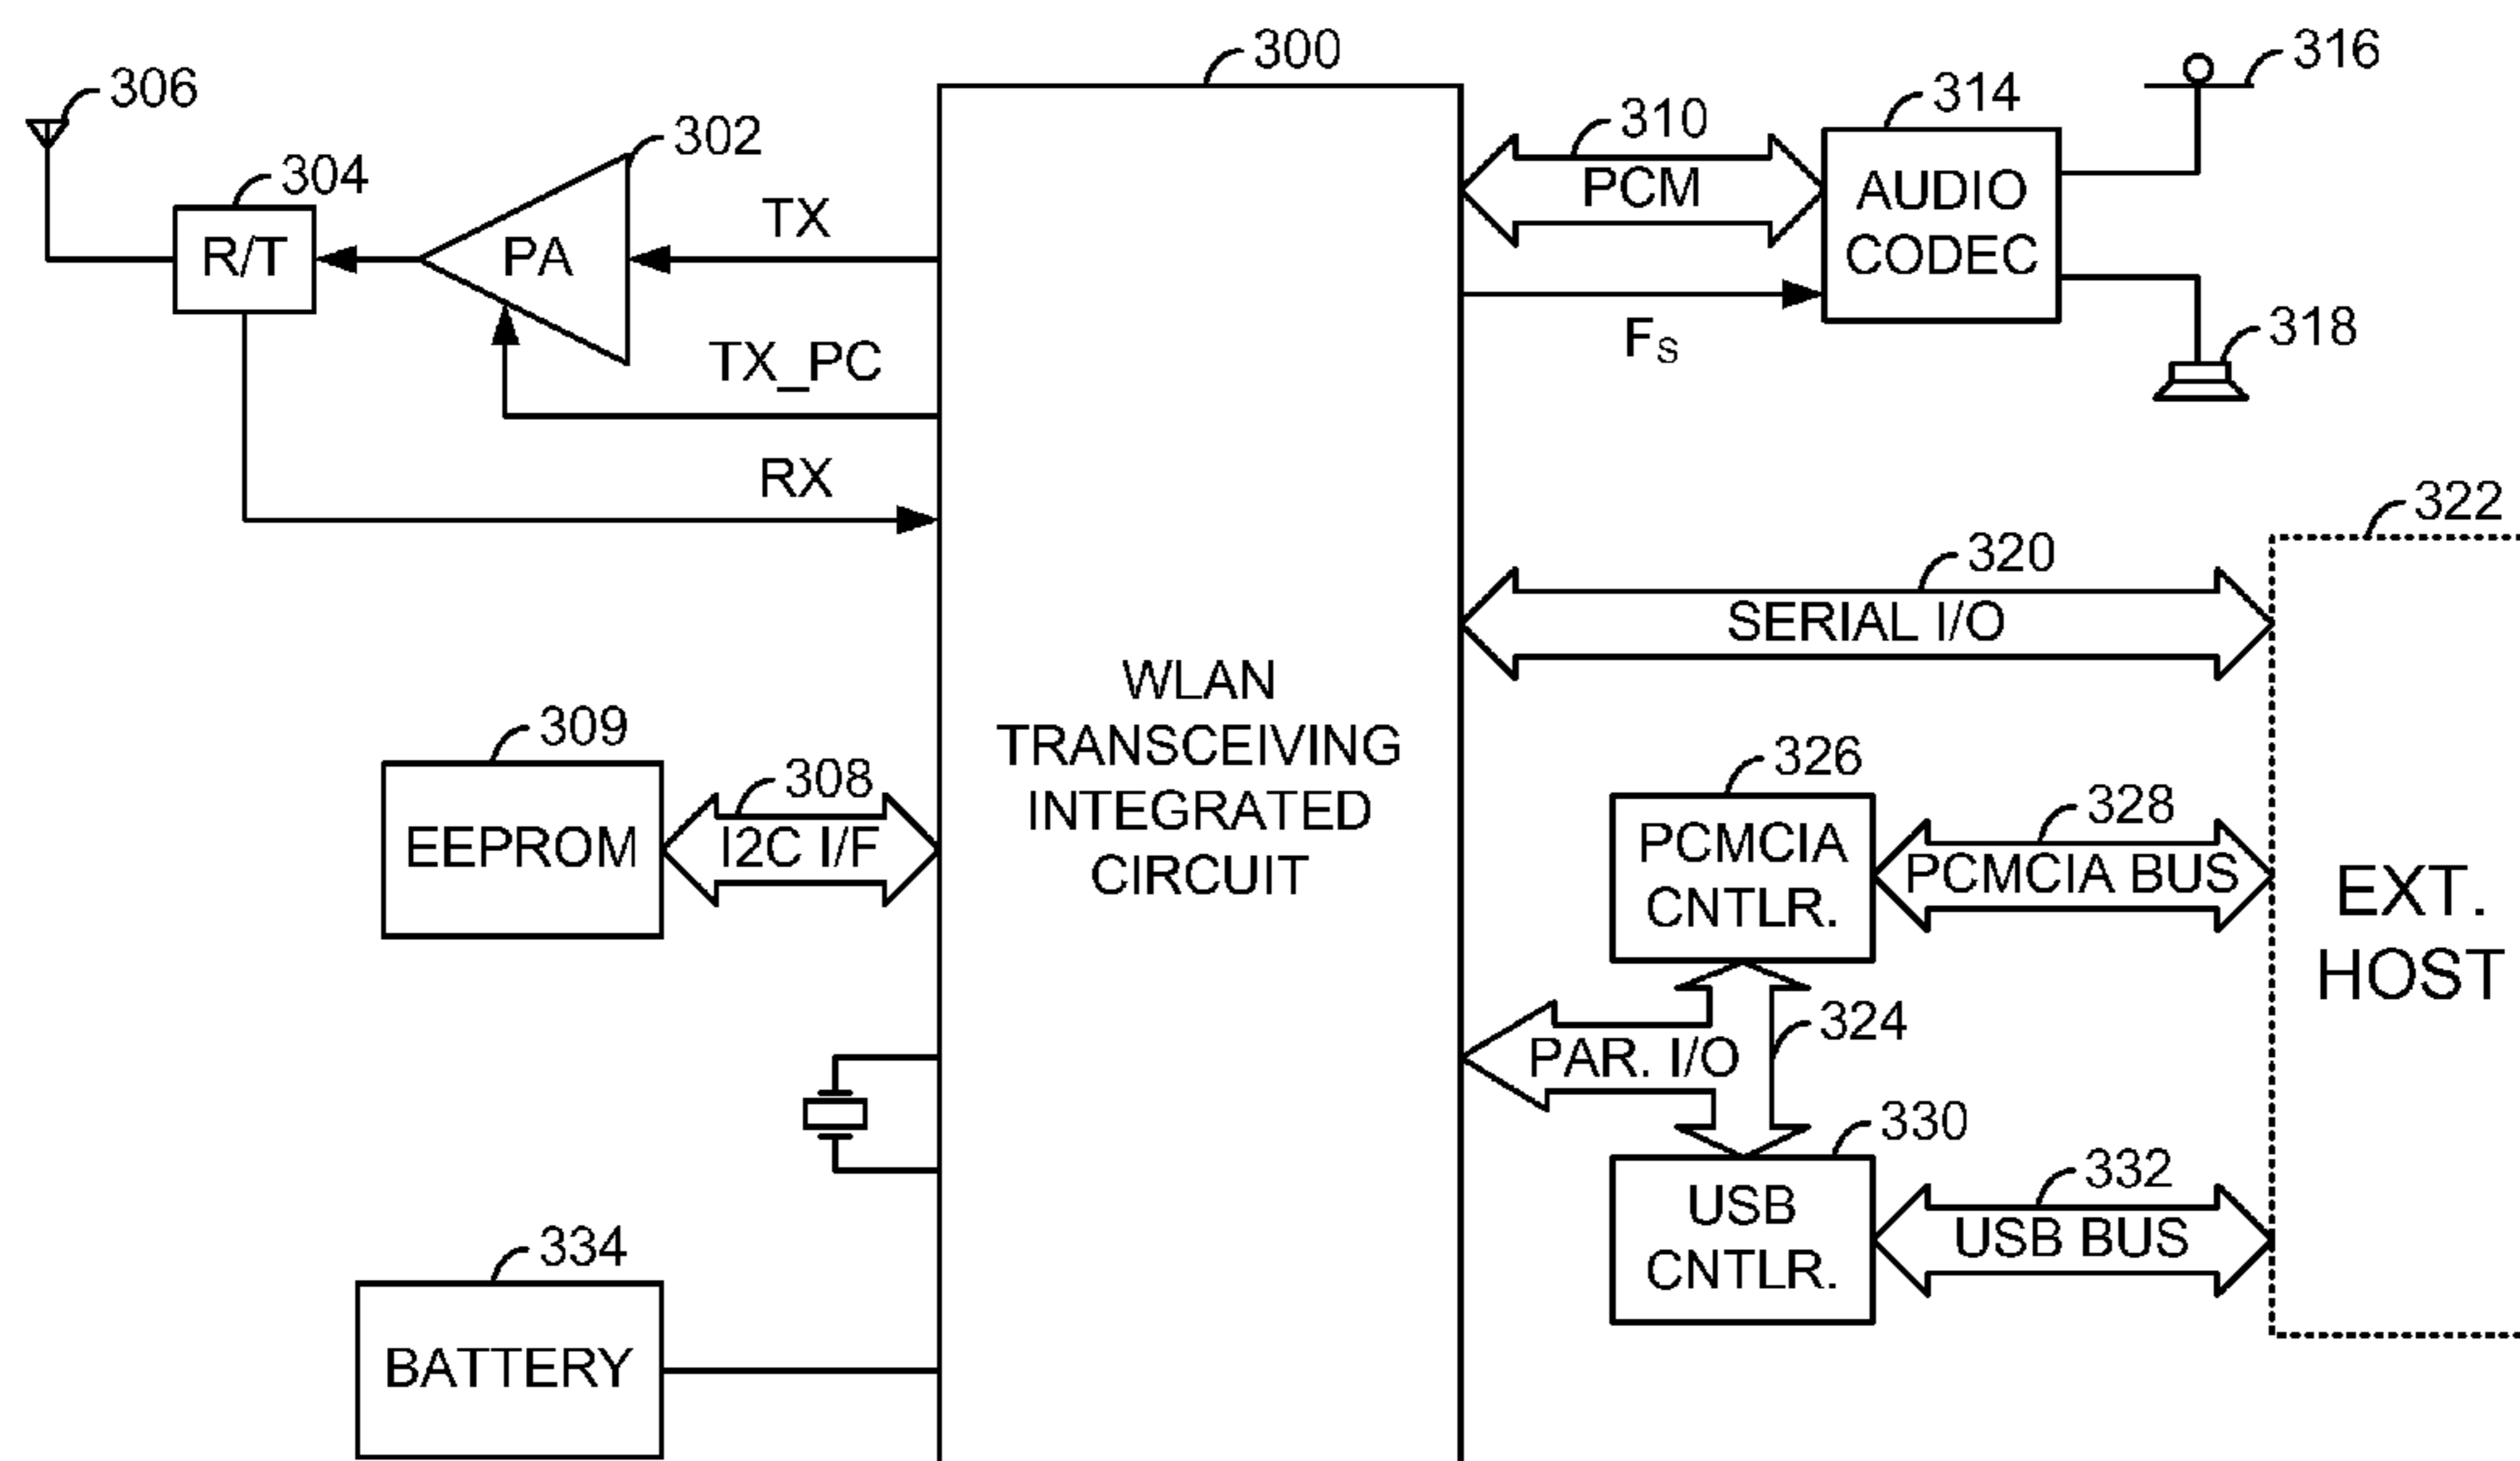 300
316
306
314
310
302
304
PCM
AUDIO
CODEC
TX
R/T
PA
FS
318
TX_PC
RX
322
320
SERIAL I/O
WLAN
TRANSCEIVING
INTEGRATED
CIRCUIT
309
308
EEPROM
I2C I/F
326
PCMCIA
CNTLR.
328
PCMCIA BUS
EXT.
HOST
324
PAR. I/O
330
USB
CNTLR.
332
USB BUS
334
BATTERY